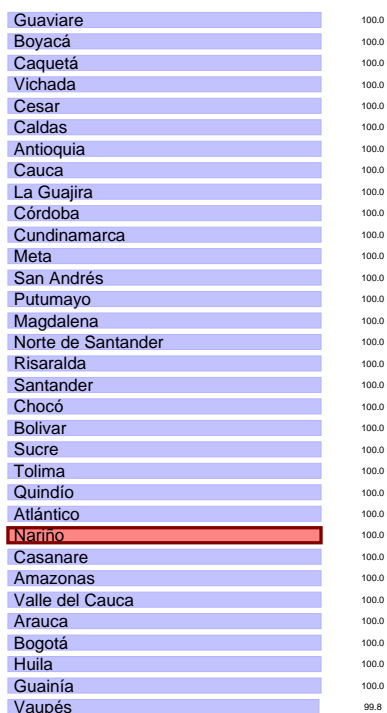 Guaviare 100.0
Boyacá 100.0
Caquetá 100.0
Vichada 100.0
Cesar 100.0
Caldas 100.0
Antioquia 100.0
Cauca 100.0
La Guajira 100.0
Córdoba 100.0
Cundinamarca 100.0
Meta 100.0
San Andrés 100.0
Putumayo 100.0
Magdalena 100.0
Norte de Santander 100.0
Risaralda 100.0
Santander 100.0
Chocó 100.0
Bolivar 100.0
Sucre 100.0
Tolima 100.0
Quindío 100.0
Atlántico 100.0
Nariño 100.0
Casanare 100.0
Amazonas 100.0
Valle del Cauca 100.0
Arauca 100.0
Bogotá 100.0
Huila 100.0
Guainía 100.0
Vaupés 99.8